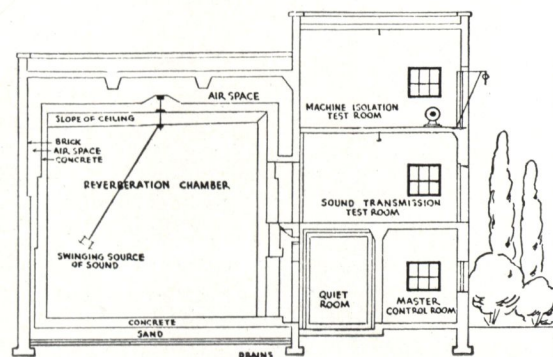 AIR SPACE
SLOPE OF CEILING
BRICK
AIR SPACE
CONCRETE
REVERBERATION CHAMBER
SWINGING SOURCE
OF SOUND
CONCRETE
SAND
DRAINS
MACHINE ISOLATION
TEST ROOM
SOUND TRANSMISSION
TEST ROOM
QUIET
ROOM
MASTER
CONTROL ROOM